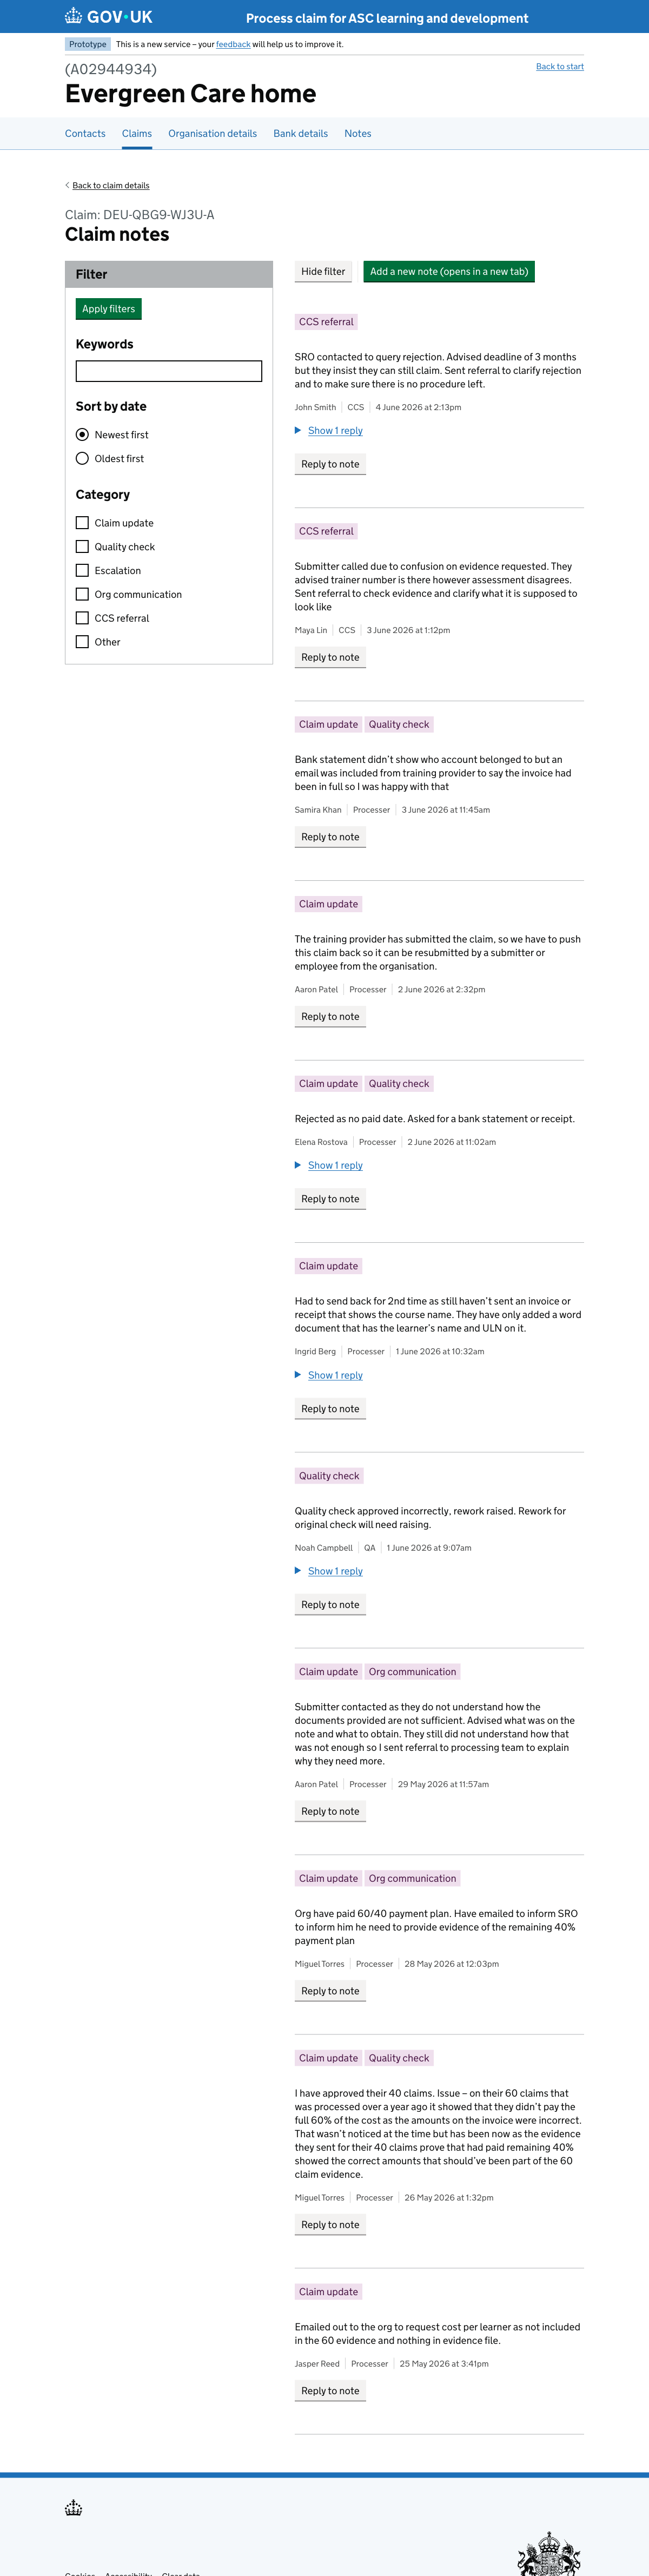 GOV·UK
Process claim for ASC learning and development
Prototype
This is a new service – your feedback will help us to improve it.
(A02944934)
Back to start
Evergreen Care home
Contacts Claims Organisation details Bank details Notes
Back to claim details
Claim: DEU-QBG9-WJ3U-A
Claim notes
Filter
Apply filters
Keywords
Sort by date
Newest first
Oldest first
Category
Claim update
Quality check
Escalation
Org communication
CCS referral
Other
Hide filter
Add a new note (opens in a new tab)
CCS referral
SRO contacted to query rejection. Advised deadline of 3 months
but they insist they can still claim. Sent referral to clarify rejection
and to make sure there is no procedure left.
John Smith CCS 4 June 2026 at 2:13pm
Show 1 reply
Reply to note
CCS referral
Submitter called due to confusion on evidence requested. They
advised trainer number is there however assessment disagrees.
Sent referral to check evidence and clarify what it is supposed to
look like
Maya Lin CCS 3 June 2026 at 1:12pm
Reply to note
Claim update Quality check
Bank statement didn't show who account belonged to but an
email was included from training provider to say the invoice had
been in full so I was happy with that
Samira Khan Processer 3 June 2026 at 11:45am
Reply to note
Claim update
The training provider has submitted the claim, so we have to push
this claim back so it can be resubmitted by a submitter or
employee from the organisation.
Aaron Patel Processer 2 June 2026 at 2:32pm
Reply to note
Claim update Quality check
Rejected as no paid date. Asked for a bank statement or receipt.
Elena Rostova Processer 2 June 2026 at 11:02am
Show 1 reply
Reply to note
Claim update
Had to send back for 2nd time as still haven't sent an invoice or
receipt that shows the course name. They have only added a word
document that has the learner's name and ULN on it.
Ingrid Berg Processer 1 June 2026 at 10:32am
Show 1 reply
Reply to note
Quality check
Quality check approved incorrectly, rework raised. Rework for
original check will need raising.
Noah Campbell QA 1 June 2026 at 9:07am
Show 1 reply
Reply to note
Claim update Org communication
Submitter contacted as they do not understand how the
documents provided are not sufficient. Advised what was on the
note and what to obtain. They still did not understand how that
was not enough so I sent referral to processing team to explain
why they need more.
Aaron Patel Processer 29 May 2026 at 11:57am
Reply to note
Claim update Org communication
Org have paid 60/40 payment plan. Have emailed to inform SRO
to inform him he need to provide evidence of the remaining 40%
payment plan
Miguel Torres Processer 28 May 2026 at 12:03pm
Reply to note
Claim update Quality check
I have approved their 40 claims. Issue – on their 60 claims that
was processed over a year ago it showed that they didn't pay the
full 60% of the cost as the amounts on the invoice were incorrect.
That wasn't noticed at the time but has been now as the evidence
they sent for their 40 claims prove that had paid remaining 40%
showed the correct amounts that should've been part of the 60
claim evidence.
Miguel Torres Processer 26 May 2026 at 1:32pm
Reply to note
Claim update
Emailed out to the org to request cost per learner as not included
in the 60 evidence and nothing in evidence file.
Jasper Reed Processer 25 May 2026 at 3:41pm
Reply to note